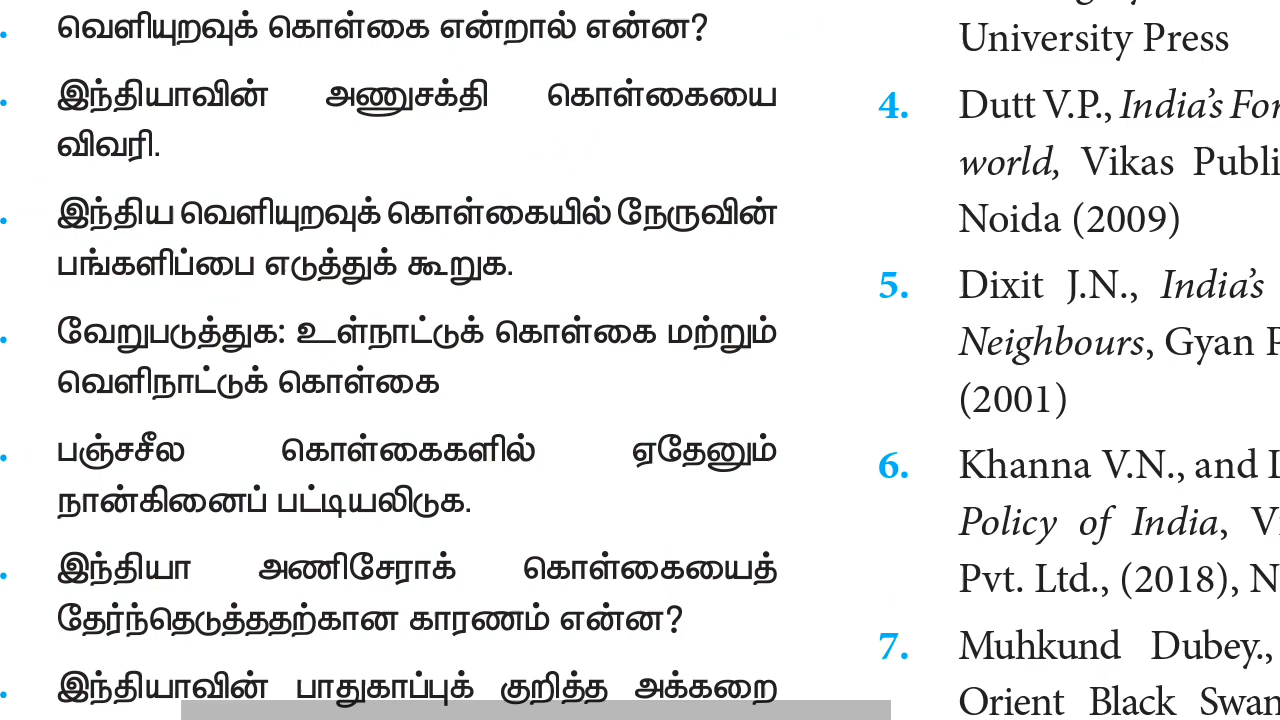 வெளியுறவுக் கொள்கை என்றால் என்ன?
இந்தியாவின் அணுசக்தி கொள்கையை
விவரி.
இந்திய வெளியுறவுக் கொள்கையில் நேருவின்
பங்களிப்பை எடுத்துக் கூறுக.
வேறுபடுத்துக: உள்நாட்டுக் கொள்கை மற்றும்
வெளிநாட்டுக் கொள்கை
பஞ்சசீல கொள்கைகளில் ஏதேனும்
நான்கினைப் பட்டியலிடுக.
இந்தியா அணிசேராக் கொள்கையைத்
தேர்ந்தெடுத்ததற்கான காரணம் என்ன?
இந்தியாவின் பாதுகாப்புக் குறித்த அக்கறை
University Press
4. Dutt V.P., India's
world, Vikas
Noida (2009)
5. Dixit J.N., India's
Neighbours, Gyan
(2001)
6. Khanna V.N., and
Policy of India,
Pvt. Ltd., (2018),
7. Muhkund Dubey.,
Orient Black